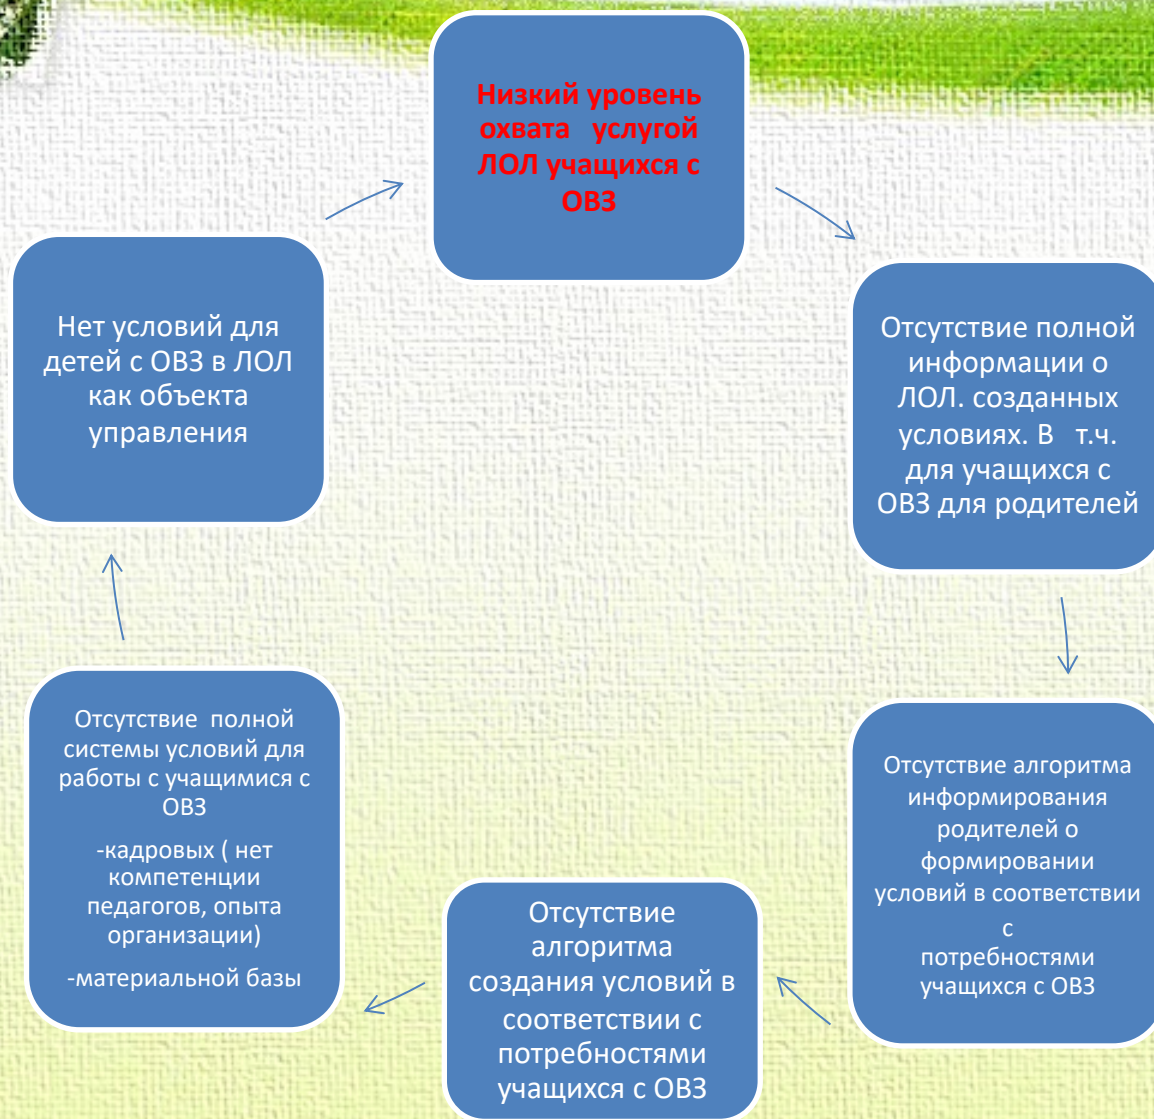 Низкий уровень
охвата услугой
ЛОЛ учащихся с
ОВЗ
Отсутствие полной
информации о
ЛОЛ. созданных
условиях. В т.ч.
для учащихся с
ОВЗ для родителей
Отсутствие алгоритма
информирования
родителей о
формировании
условий в соответствии
с
потребностями
учащихся с ОВЗ
Отсутствие
алгоритма
создания условий в
соответствии с
потребностями
учащихся с ОВЗ
Отсутствие полной
системы условий для
работы с учащимися с
ОВЗ
-кадровых ( нет
компетенции
педагогов, опыта
организации)
-материальной базы
Нет условий для
детей с ОВЗ в ЛОЛ
как объекта
управления